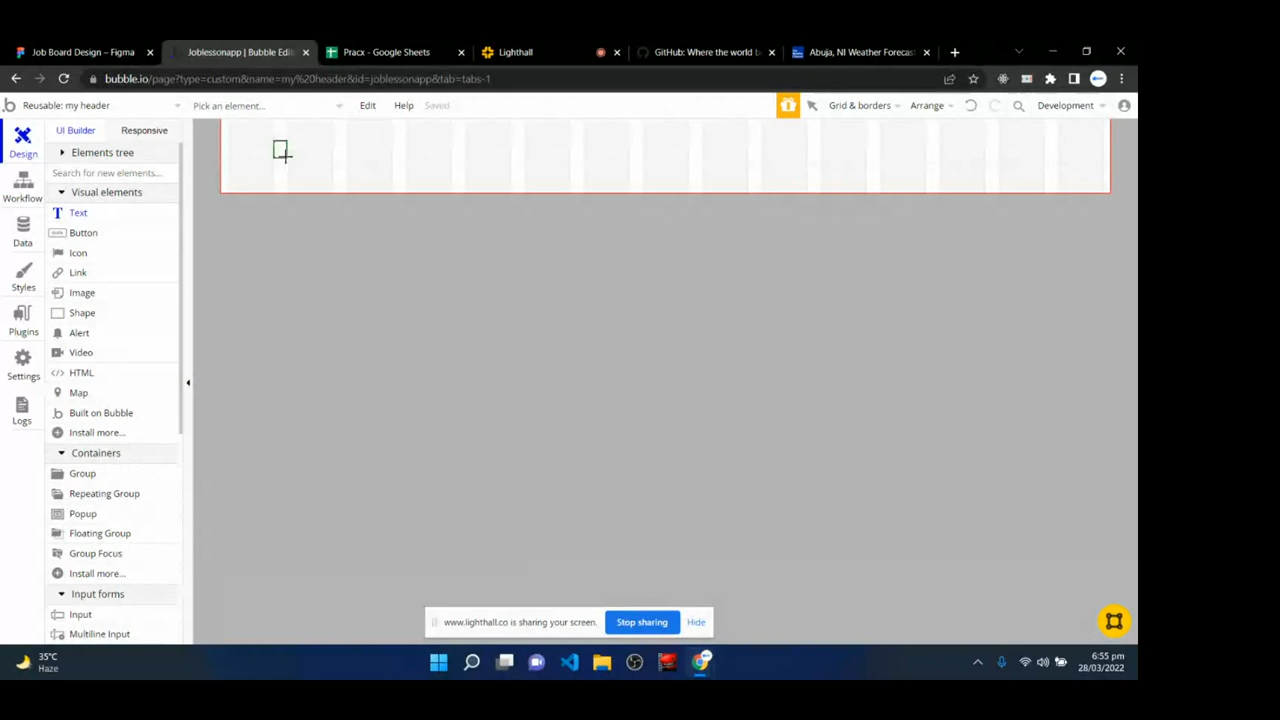 Job Board Design – Figma
Joblessonapp | Bubble Edit
Pracx - Google Sheets
Lighthall
GitHub: Where the world b
Abuja, NI Weather Forecas
bubble.io/page?type=custom&name=my%20header&id=joblessonapp&tab=tabs-1
Reusable: my header
Pick an element...
Edit
Help
Saved
Grid & borders
Arrange
Development
Design
Workflow
Data
Styles
Plugins
Settings
Logs
UI Builder
Responsive
Elements tree
Search for new elements...
Visual elements
Text
Button
Icon
Link
Image
Shape
Alert
Video
HTML
Map
Built on Bubble
Install more...
Containers
Group
Repeating Group
Popup
Floating Group
Group Focus
Install more...
Input forms
Input
Multiline Input
www.lighthall.co is sharing your screen.
Stop sharing
Hide
35°C
Haze
6:55 pm
28/03/2022